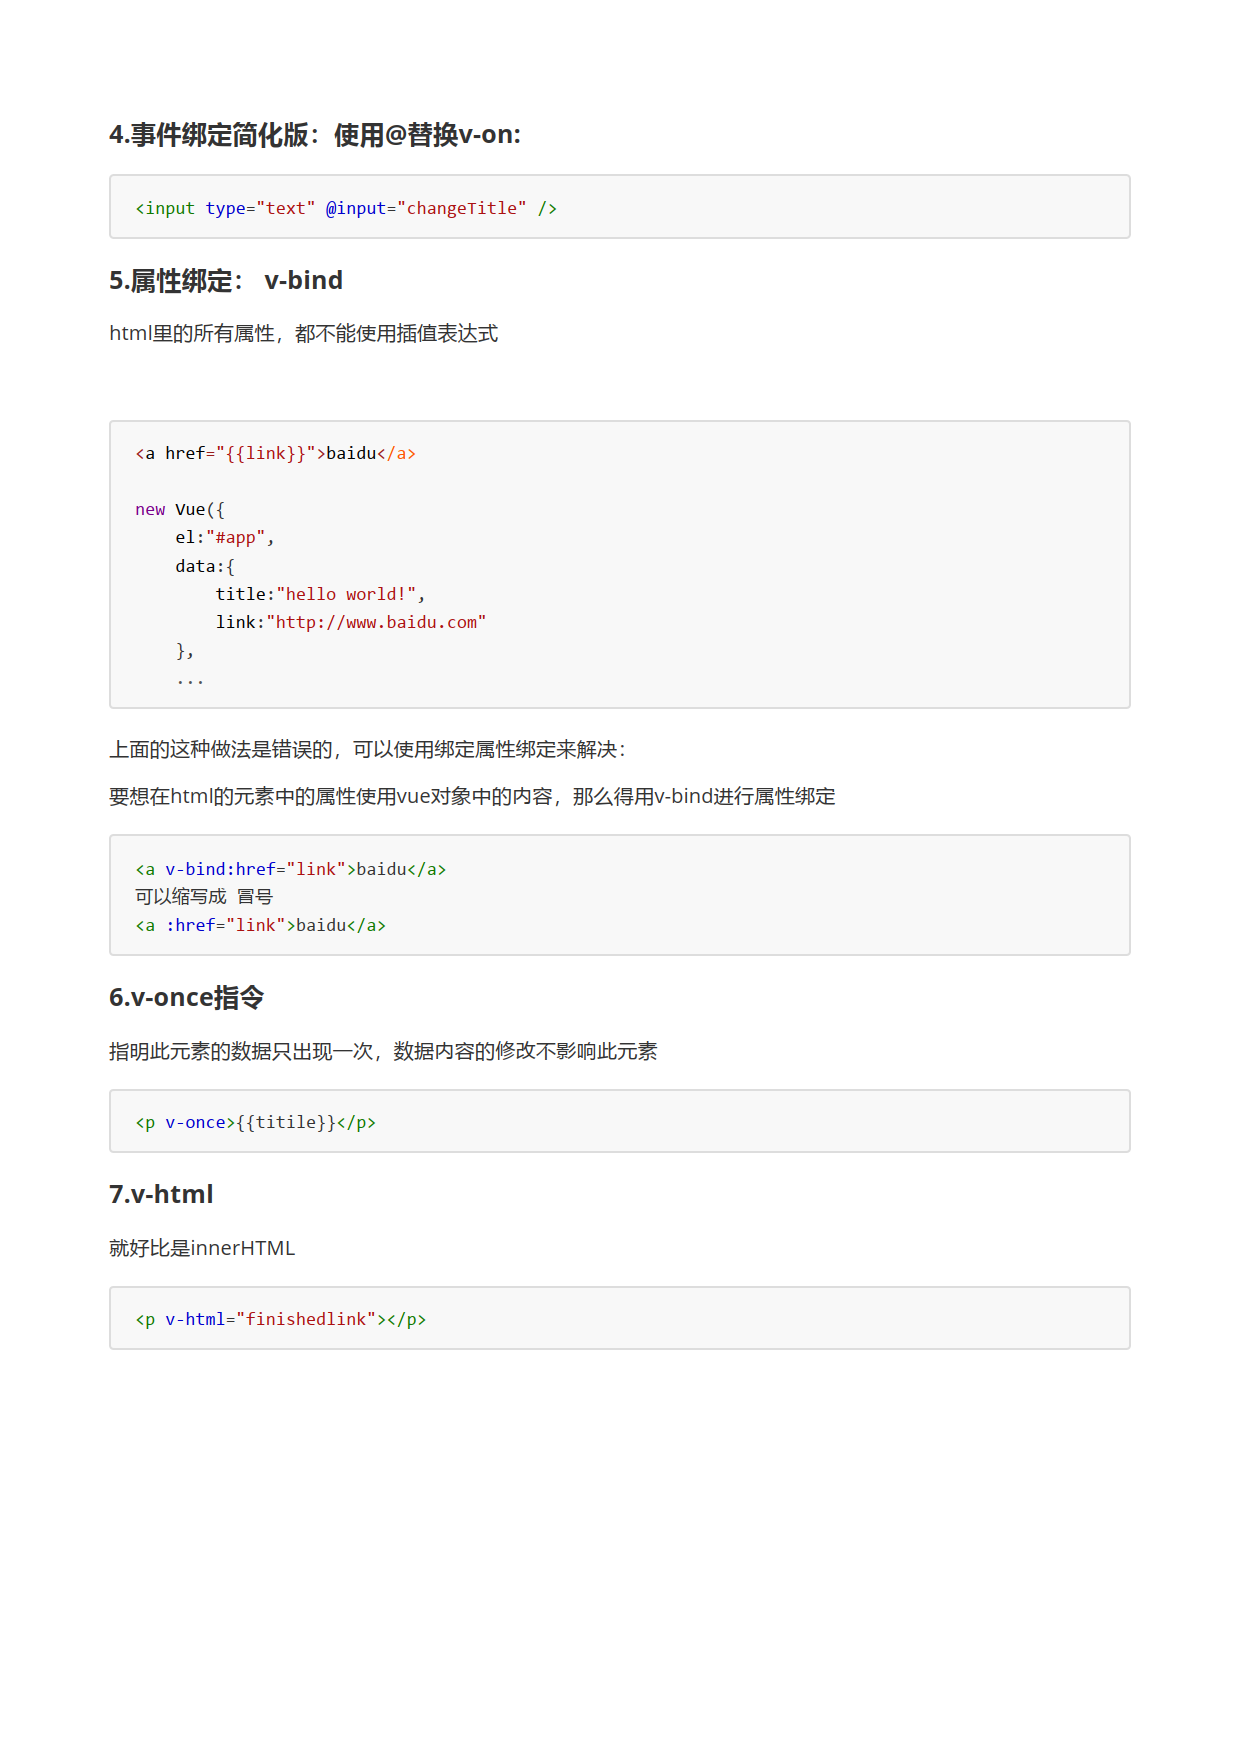 4.事件绑定简化版：使用@替换v-on:
<input type="text" @input="changeTitle" />
5.属性绑定： v-bind
html里的所有属性，都不能使用插值表达式
<a href="{{link}}">baidu</a>
new Vue({
    el:"#app",
    data:{
        title:"hello world!",
        link:"http://www.baidu.com"
    },
    ...
上面的这种做法是错误的，可以使用绑定属性绑定来解决：
要想在html的元素中的属性使用vue对象中的内容，那么得用v-bind进行属性绑定
<a v-bind:href="link">baidu</a>
可以缩写成 冒号
<a :href="link">baidu</a>
6.v-once指令
指明此元素的数据只出现一次，数据内容的修改不影响此元素
<p v-once>{{titile}}</p>
7.v-html
就好比是innerHTML
<p v-html="finishedlink"></p>